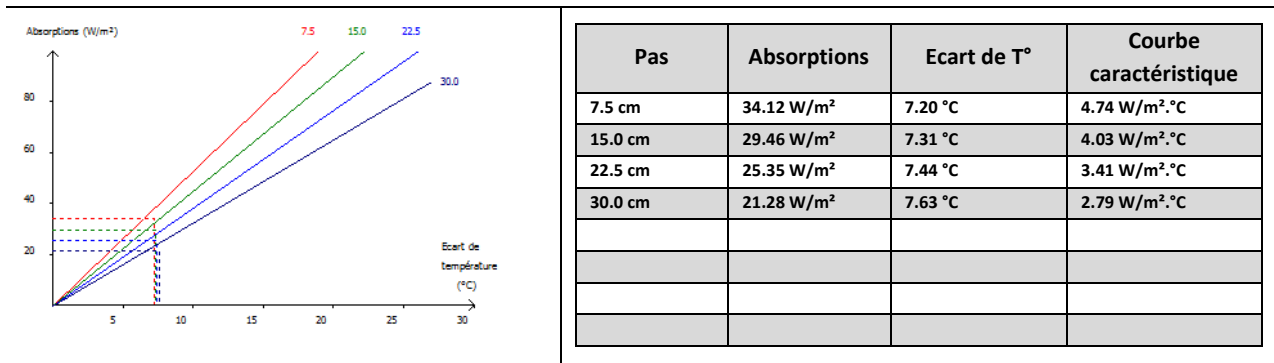 Absorptions (W/m²)
7.5 15.0 22.5
30.0
80
60
40
20
Ecart de
température
(°C)
5 10 15 20 25 30
Pas Absorptions Ecart de T° Courbe caractéristique
7.5 cm 34.12 W/m² 7.20 °C 4.74 W/m².°C
15.0 cm 29.46 W/m² 7.31 °C 4.03 W/m².°C
22.5 cm 25.35 W/m² 7.44 °C 3.41 W/m².°C
30.0 cm 21.28 W/m² 7.63 °C 2.79 W/m².°C